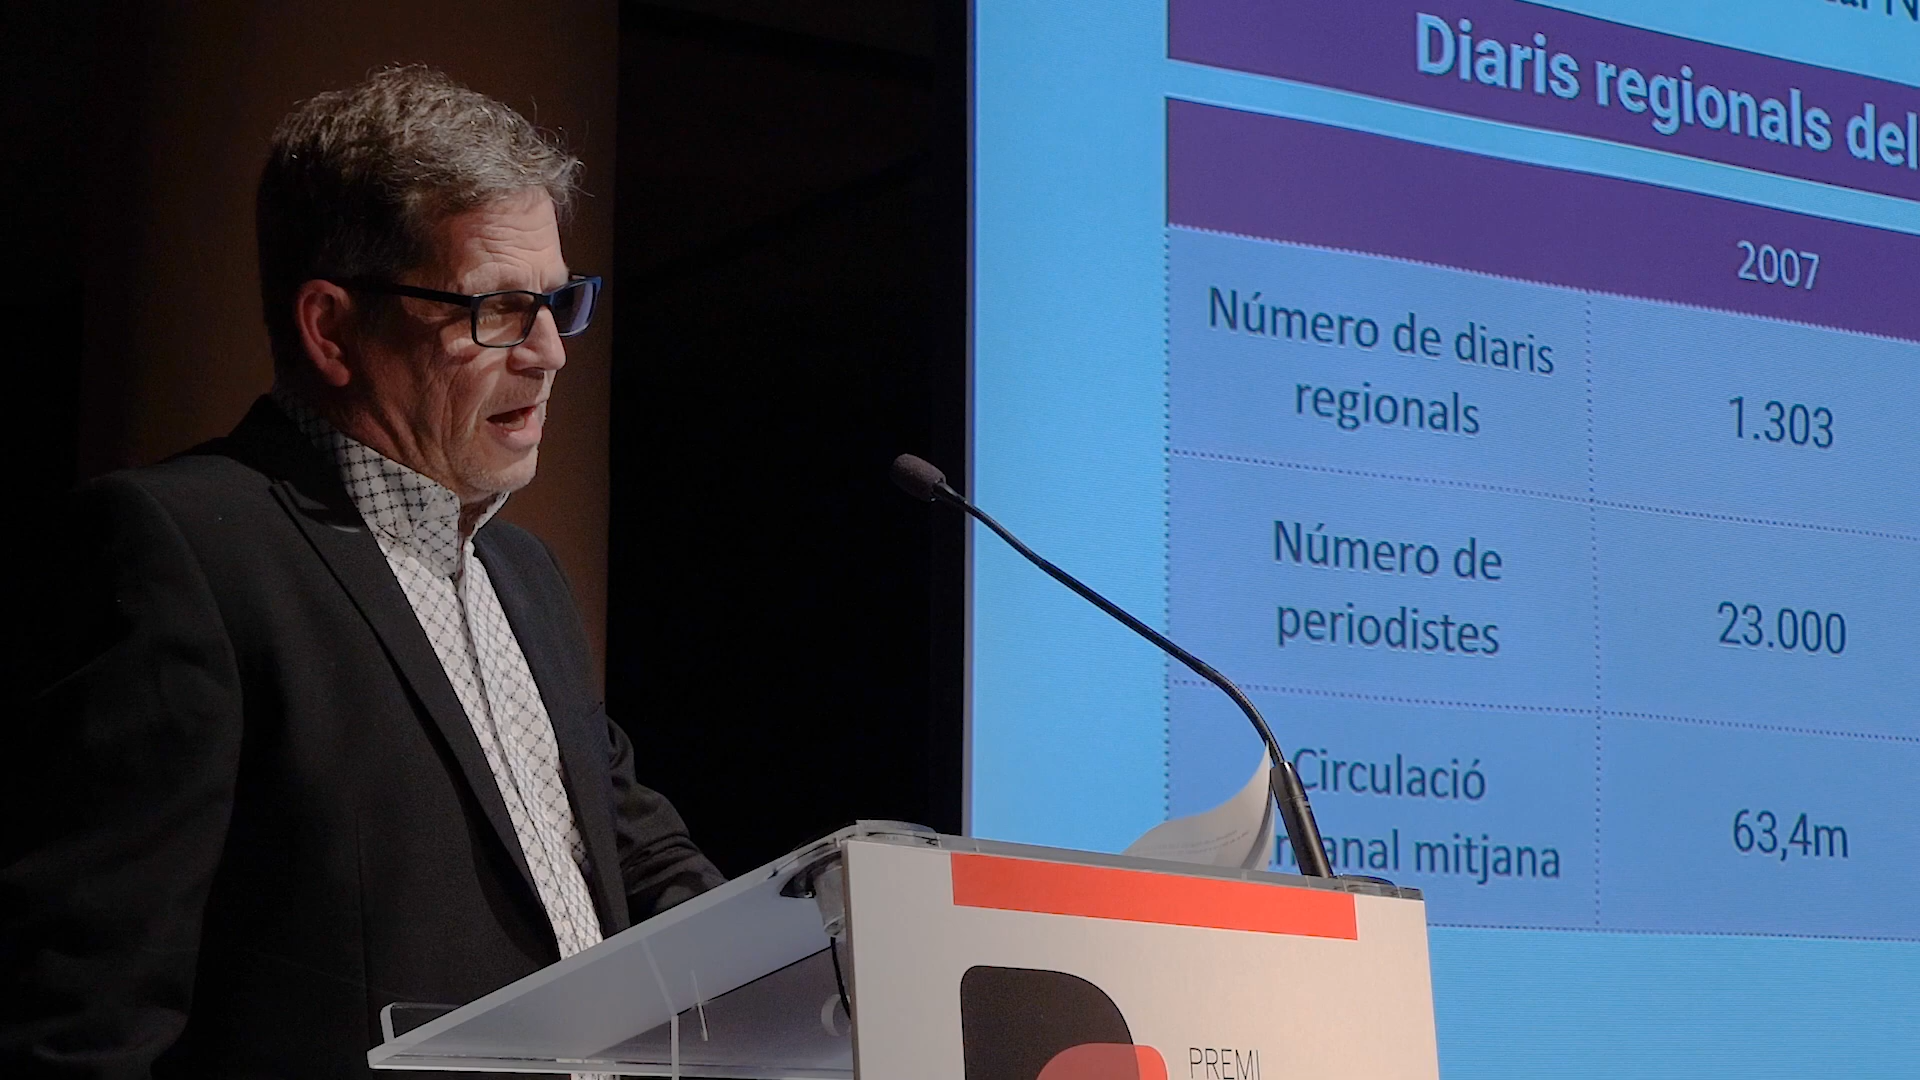 Diaris regionals del
2007
Número de diaris
regionals
1.303
Número de
periodistes
23.000
Circulació
mitjana
63,4m
PREMI